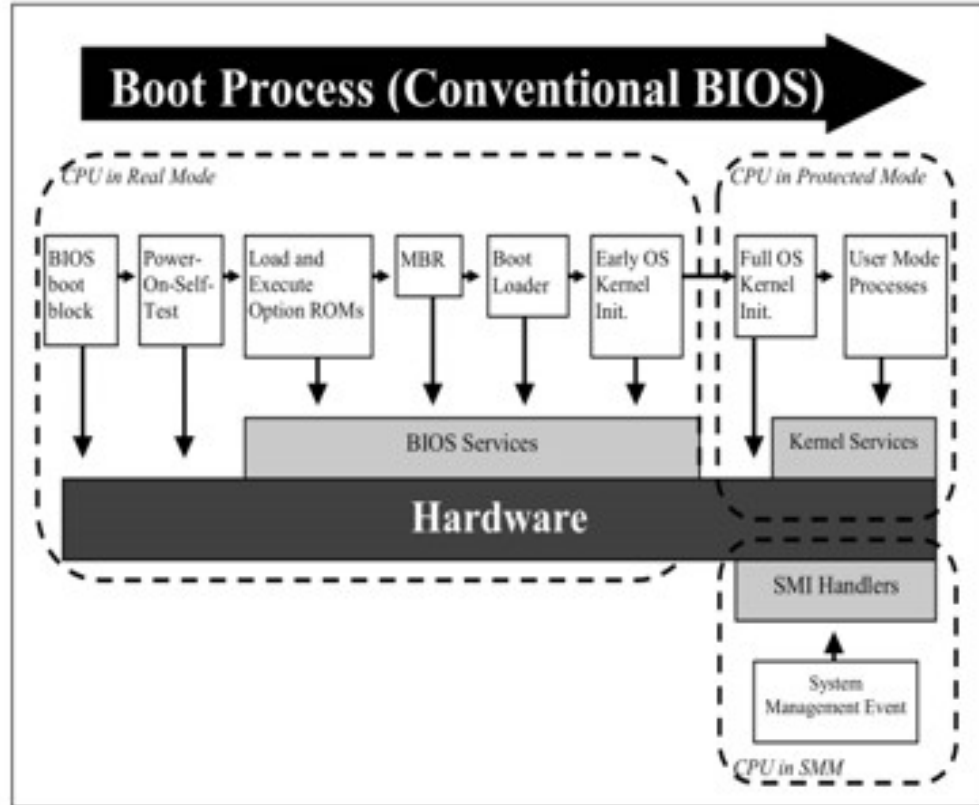 Boot Process (Conventional BIOS)
CPU in Real Mode
CPU in Protected Mode
BIOS
boot
block
Power-
On-Self-
Test
Load and
Execute
Option ROMs
MBR
Boot
Loader
Early OS
Kernel
Init.
Full OS
Kernel
Init.
User Mode
Processes
BIOS Services
Kernel Services
Hardware
SMI Handlers
System
Management Event
CPU in SMM